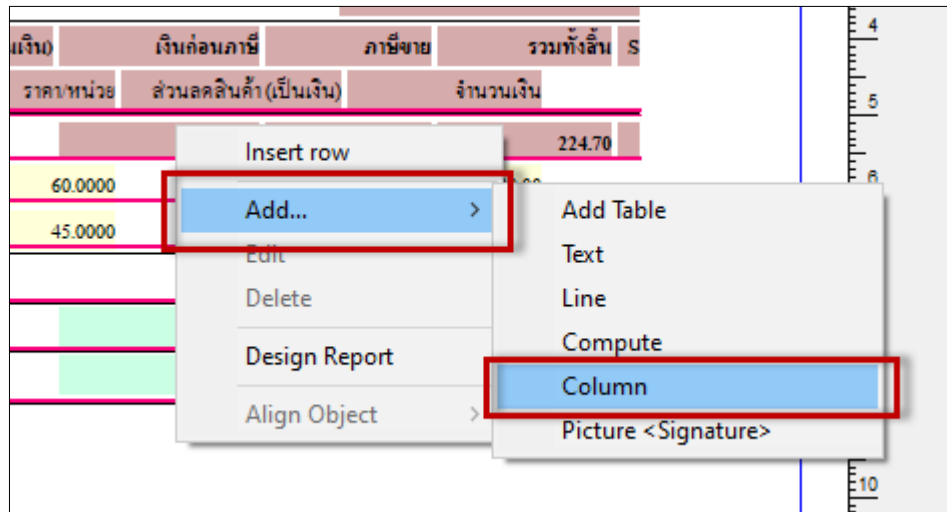 นเงิน) เงินก่อนภาษี ภาษีขาย รวมทั้งสิ้น S
ราคา/หน่วย ส่วนลดสินค้า (เป็นเงิน) จำนวนเงิน
224.70
60.0000
45.0000
Insert row
Add...
Edit
Delete
Design Report
Align Object
Add Table
Text
Line
Compute
Column
Picture <Signature>
4
5
6
10